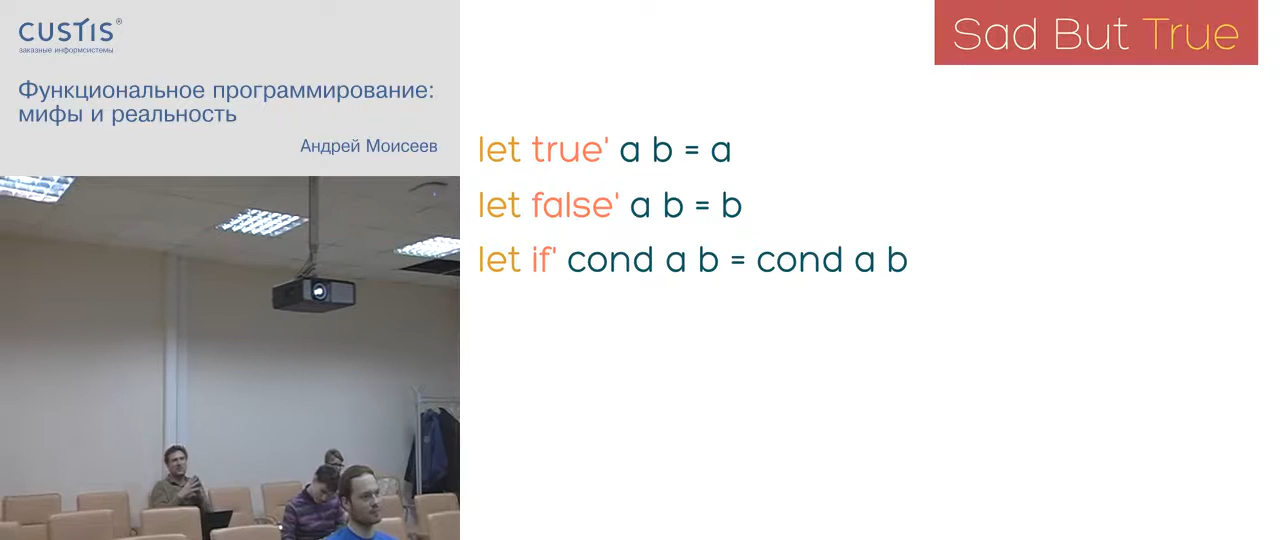 CUSTIS®
заказные информсистемы
Функциональное программирование:
мифы и реальность
Андрей Моисеев
Sad But True
let true' a b = a
let false' a b = b
let if' cond a b = cond a b